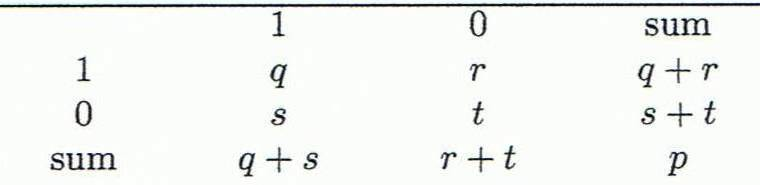 1 0 sum
1 q r q + r
0 s t s + t
sum q + s r + t p